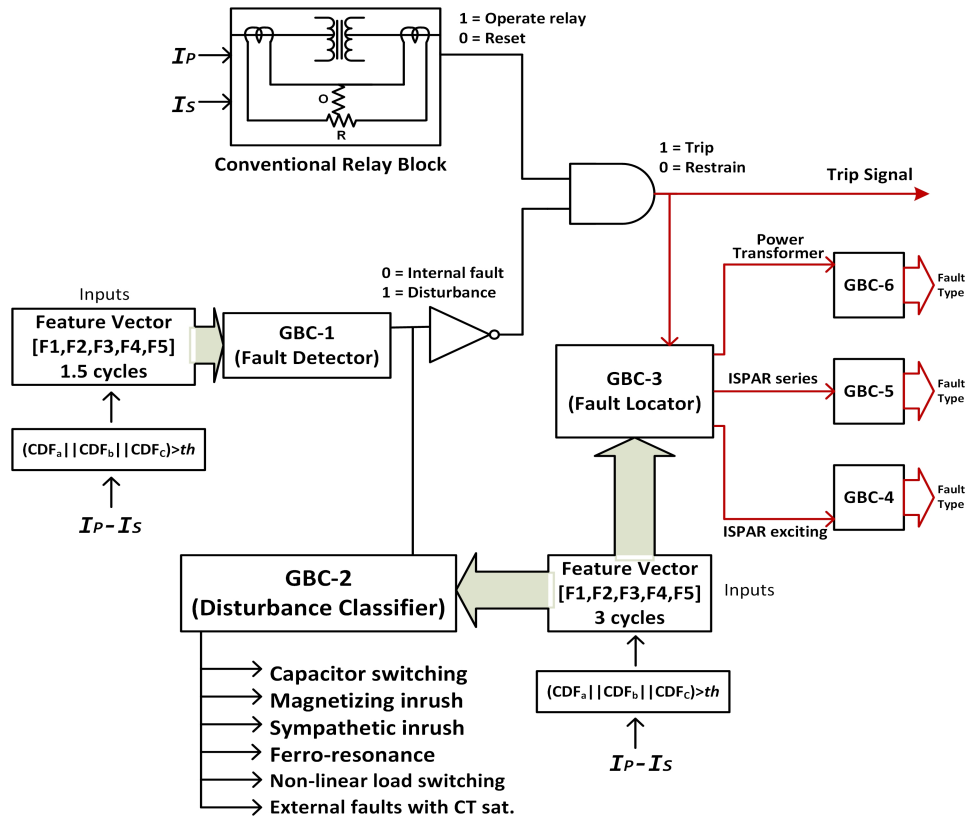 1 = Operate relay
0 = Reset
IP
IS
O
R
Conventional Relay Block
1 = Trip
0 = Restrain
Trip Signal
Power
Transformer
GBC-6
Fault
Type
0 = Internal fault
1 = Disturbance
Inputs
Feature Vector
[F1,F2,F3,F4,F5]
1.5 cycles
GBC-1
(Fault Detector)
GBC-3
(Fault Locator)
ISPAR series
GBC-5
Fault
Type
(CDFa||CDFb||CDFC)>th
IP-IS
GBC-4
Fault
Type
ISPAR exciting
GBC-2
(Disturbance Classifier)
Feature Vector
[F1,F2,F3,F4,F5]
3 cycles
Inputs
(CDFa||CDFb||CDFC)>th
IP-IS
Capacitor switching
Magnetizing inrush
Sympathetic inrush
Ferro-resonance
Non-linear load switching
External faults with CT sat.